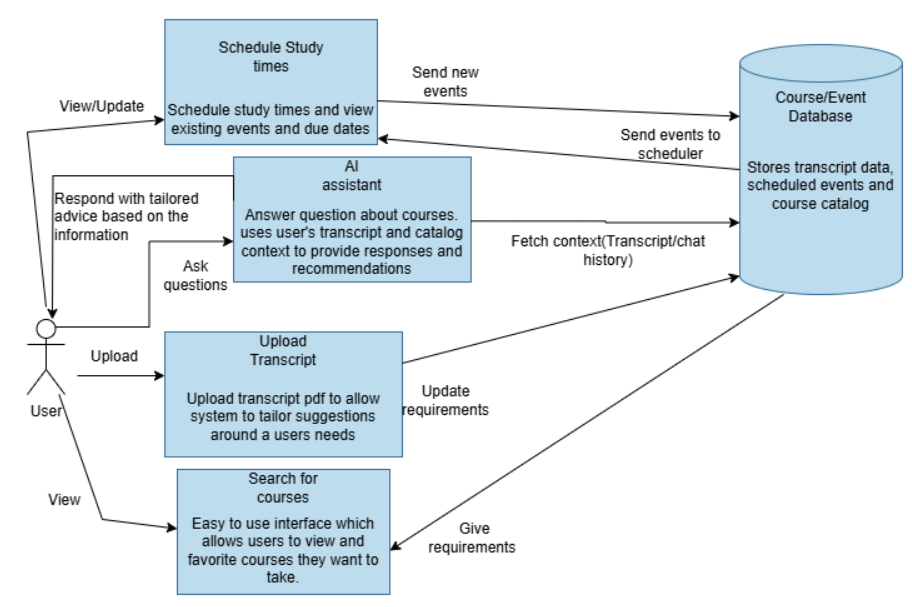 Schedule Study
times
Schedule study times and view
existing events and due dates
View/Update
Send new
events
Send events to
scheduler
Course/Event
Database
Stores transcript data,
scheduled events and
course catalog
AI
assistant
Answer question about courses.
uses user's transcript and catalog
context to provide responses and
recommendations
Respond with tailored
advice based on the
information
Ask
questions
Fetch context(Transcript/chat
history)
User
Upload
Upload
Transcript
Upload transcript pdf to allow
system to tailor suggestions
around a users needs
Update
requirements
View
Search for
courses
Easy to use interface which
allows users to view and
favorite courses they want to
take.
Give
requirements